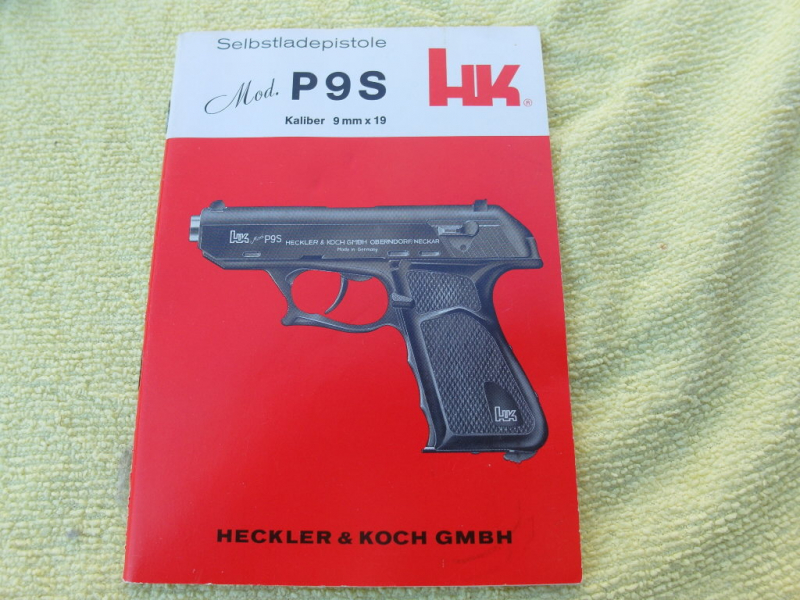 Selbstladepistole
Mod. P9S
HK ®
Kaliber 9 mm x 19
HK Mod. P9S HECKLER & KOCH GMBH OBERNDORF/NECKAR
Made in Germany
HK
HECKLER & KOCH GMBH